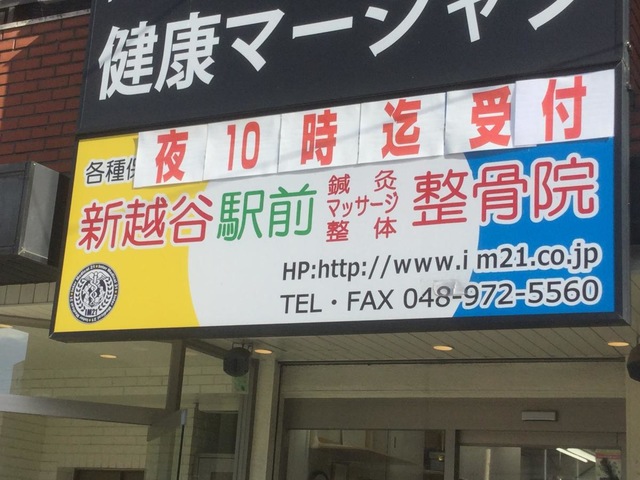 健康マージャン
夜10時迄受付
各種保
新越谷駅前 鍼灸 マッサージ 整体 整骨院
HP:http://www.im21.co.jp
TEL・FAX 048-972-5560